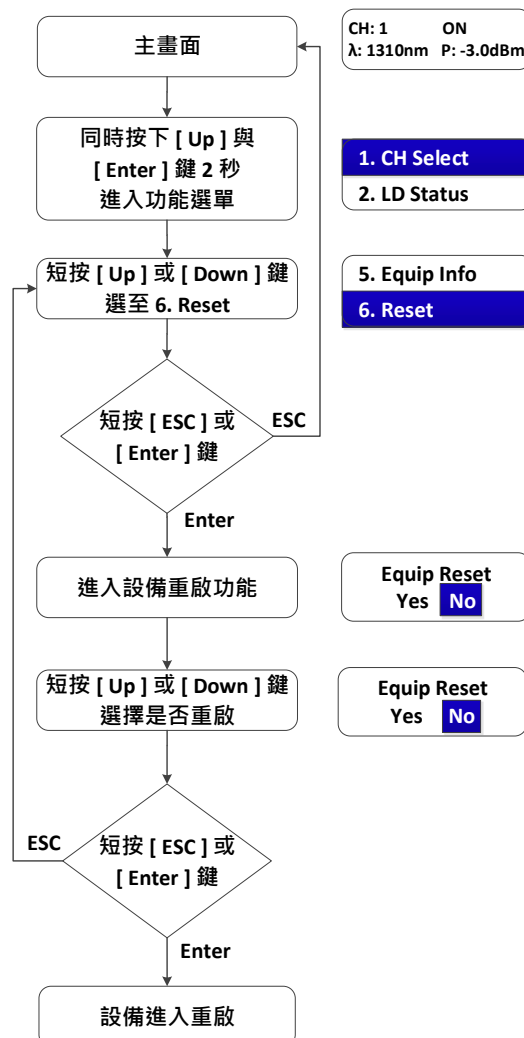 主畫面
CH: 1 ON
λ: 1310nm P: -3.0dBm
同時按下 [ Up ] 與
[ Enter ] 鍵 2 秒
進入功能選單
1. CH Select
2. LD Status
短按 [ Up ] 或 [ Down ] 鍵
選至 6. Reset
5. Equip Info
6. Reset
短按 [ ESC ] 或
[ Enter ] 鍵
ESC
Enter
進入設備重啟功能
Equip Reset
Yes No
短按 [ Up ] 或 [ Down ] 鍵
選擇是否重啟
Equip Reset
Yes No
ESC
短按 [ ESC ] 或
[ Enter ] 鍵
Enter
設備進入重啟